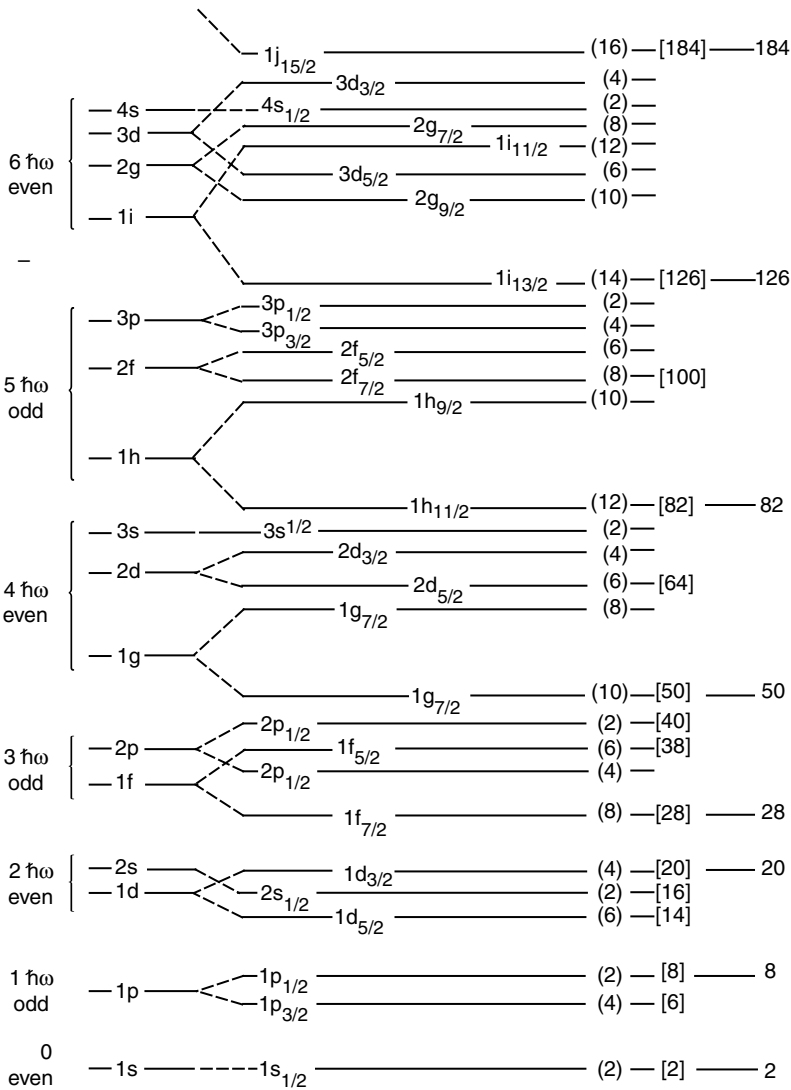 1j15/2 (16) [184] 184
3d3/2 (4)
4s 4s1/2 (2)
3d 2g7/2 (8)
1i11/2 (12)
6 ħω 2g 3d5/2 (6)
even 2g9/2 (10)
1i
–
1i13/2 (14) [126] 126
3p1/2 (2)
3p 3p3/2 (4)
2f5/2 (6)
2f 2f7/2 (8) [100]
5 ħω 1h9/2 (10)
odd
1h
1h11/2 (12) [82] 82
3s 3s1/2 (2)
2d3/2 (4)
2d 2d5/2 (6) [64]
4 ħω 1g7/2 (8)
even
1g
1g7/2 (10) [50] 50
2p1/2 (2) [40]
2p 1f5/2 (6) [38]
3 ħω 2p1/2 (4)
odd 1f
1f7/2 (8) [28] 28
2 ħω 2s 1d3/2 (4) [20] 20
even 1d 2s1/2 (2) [16]
1d5/2 (6) [14]
1 ħω 1p1/2 (2) [8] 8
odd 1p 1p3/2 (4) [6]
0
even 1s 1s1/2 (2) [2] 2